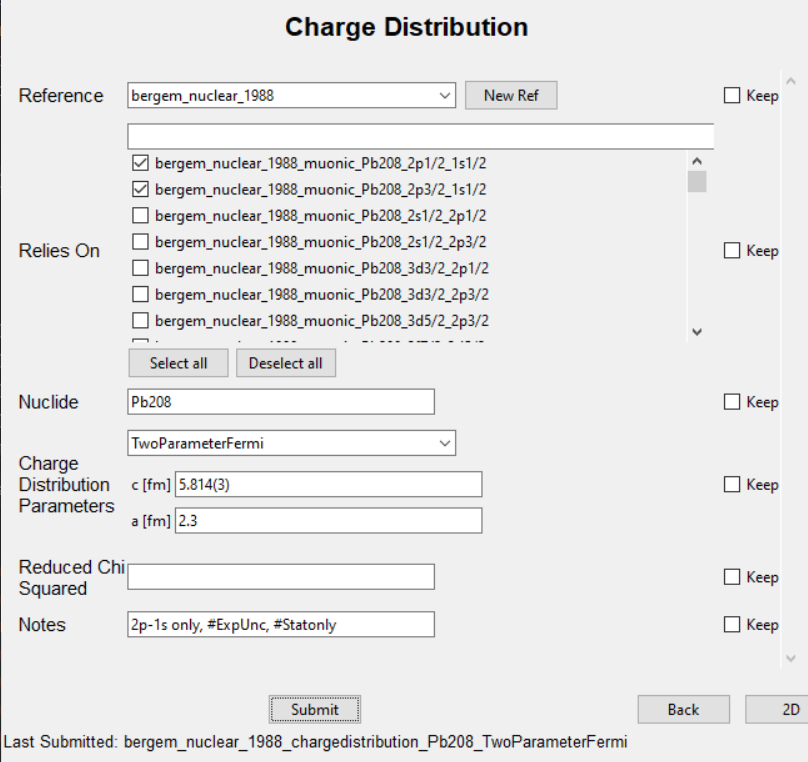 Charge Distribution
Reference
bergem_nuclear_1988
New Ref
Keep
bergem_nuclear_1988_muonic_Pb208_2p1/2_1s1/2
bergem_nuclear_1988_muonic_Pb208_2p3/2_1s1/2
bergem_nuclear_1988_muonic_Pb208_2s1/2_2p1/2
Relies On
bergem_nuclear_1988_muonic_Pb208_2s1/2_2p3/2
Keep
bergem_nuclear_1988_muonic_Pb208_3d3/2_2p1/2
bergem_nuclear_1988_muonic_Pb208_3d3/2_2p3/2
bergem_nuclear_1988_muonic_Pb208_3d5/2_2p3/2
Select all
Deselect all
Nuclide
Pb208
Keep
TwoParameterFermi
Charge
Distribution
Parameters
c [fm] 5.814(3)
Keep
a [fm] 2.3
Reduced Chi
Squared
Keep
Notes
2p-1s only, #ExpUnc, #Statonly
Keep
Submit
Back
2D
Last Submitted: bergem_nuclear_1988_chargedistribution_Pb208_TwoParameterFermi